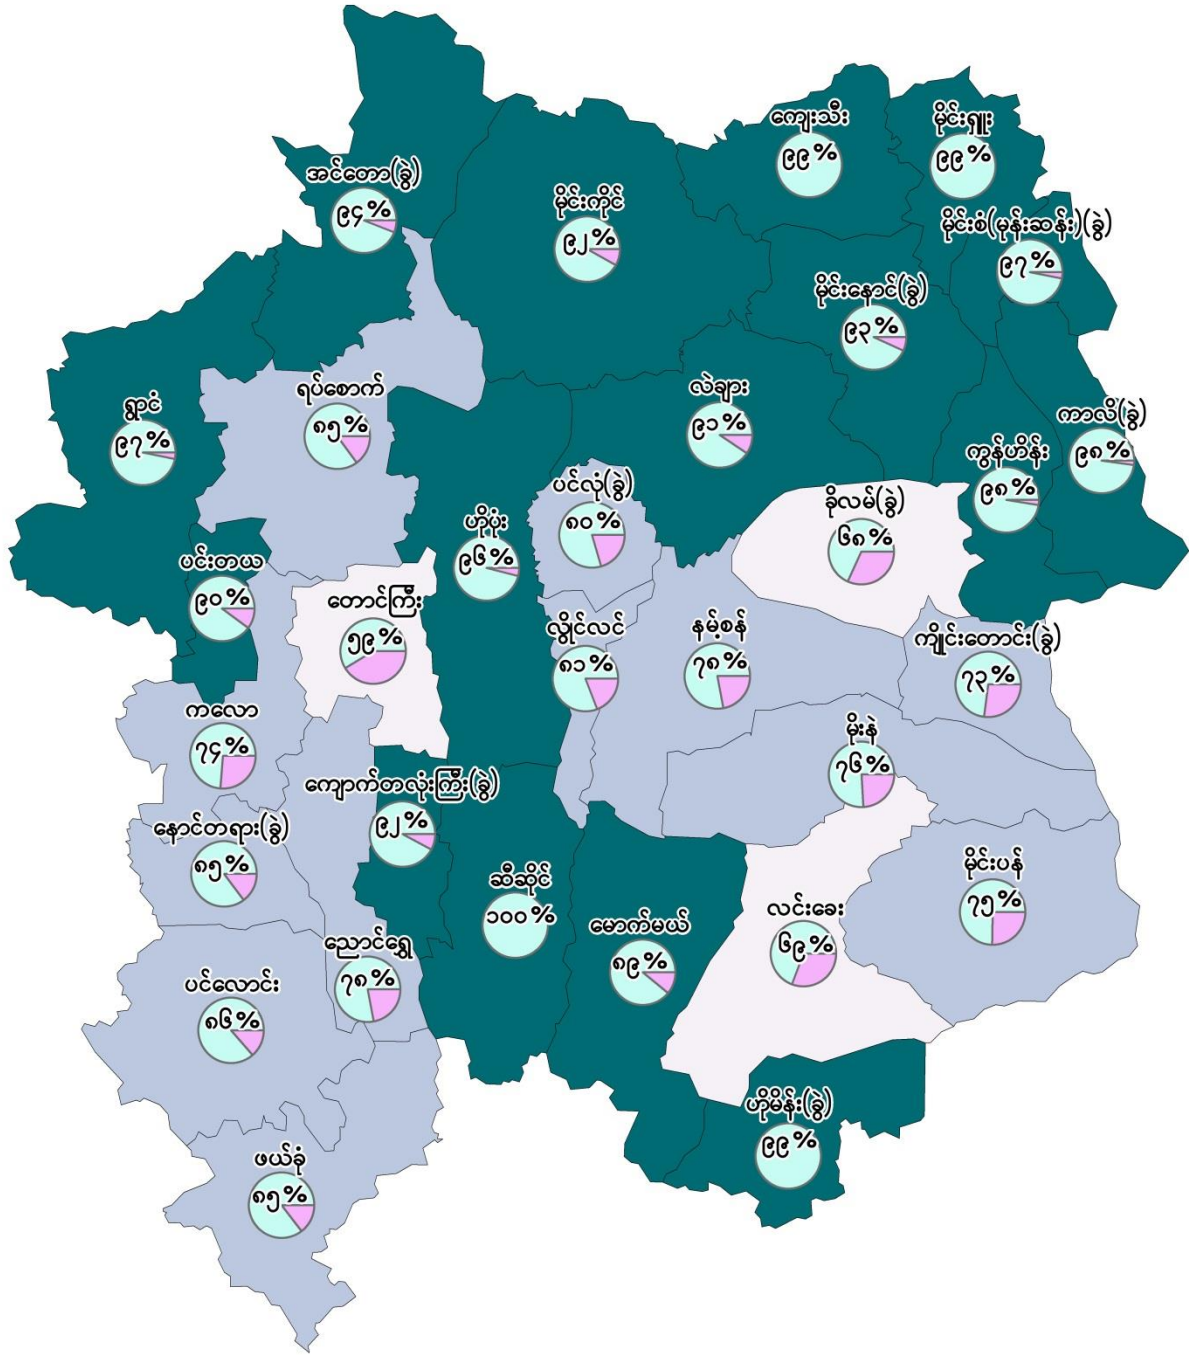 ကျေးသီး
၉၉%
မိုင်းရှူး
၉၉%
အင်တော(ခွဲ)
၉၄%
မိုင်းကိုင်
၉၂%
မိုင်းစံ(မုန်းဆန်း)(ခွဲ)
၉၇%
မိုင်းနောင်(ခွဲ)
၉၃%
ရပ်စောက်
၈၅%
လဲချား
၉၁%
ရွာငံ
၉၇%
ကာလိ(ခွဲ)
၉၈%
ကွန်ဟိန်း
၉၈%
ပင်လုံ(ခွဲ)
၈၀%
ခိုလမ်(ခွဲ)
၆၈%
ဟိုပုံး
၉၆%
ပင်းတယ
၉၀%
တောင်ကြီး
၅၉%
လွိုင်လင်
၈၁%
နမ့်စန်
၇၈%
ကျိုင်းတောင်း(ခွဲ)
၇၃%
ကလော
၇၄%
မိုးနဲ
၇၆%
ကျောက်တလုံးကြီး(ခွဲ)
၉၂%
နောင်တရား(ခွဲ)
၈၅%
မိုင်းပန်
၇၅%
ဆီဆိုင်
၁၀၀%
လင်းခေး
၆၉%
မောက်မယ်
၈၉%
ညောင်ရွှေ
၇၈%
ပင်လောင်း
၈၆%
ဟိုမိန်း(ခွဲ)
၉၉%
ဖယ်ခုံ
၈၅%